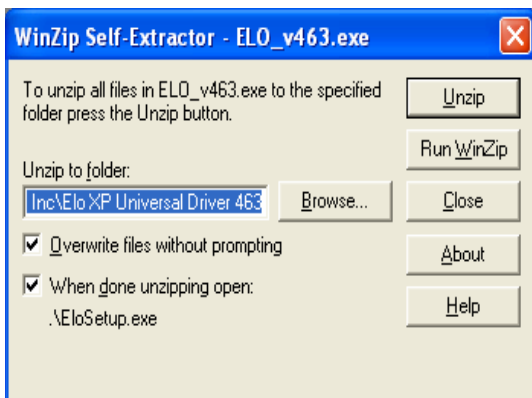 WinZip Self-Extractor - ELO_v463.exe
To unzip all files in ELO_v463.exe to the specified
folder press the Unzip button.
Unzip
Run WinZip
Unzip to folder:
Inc\Elo XP Universal Driver 463
Browse...
Close
Overwrite files without prompting
About
When done unzipping open:
.\EloSetup.exe
Help